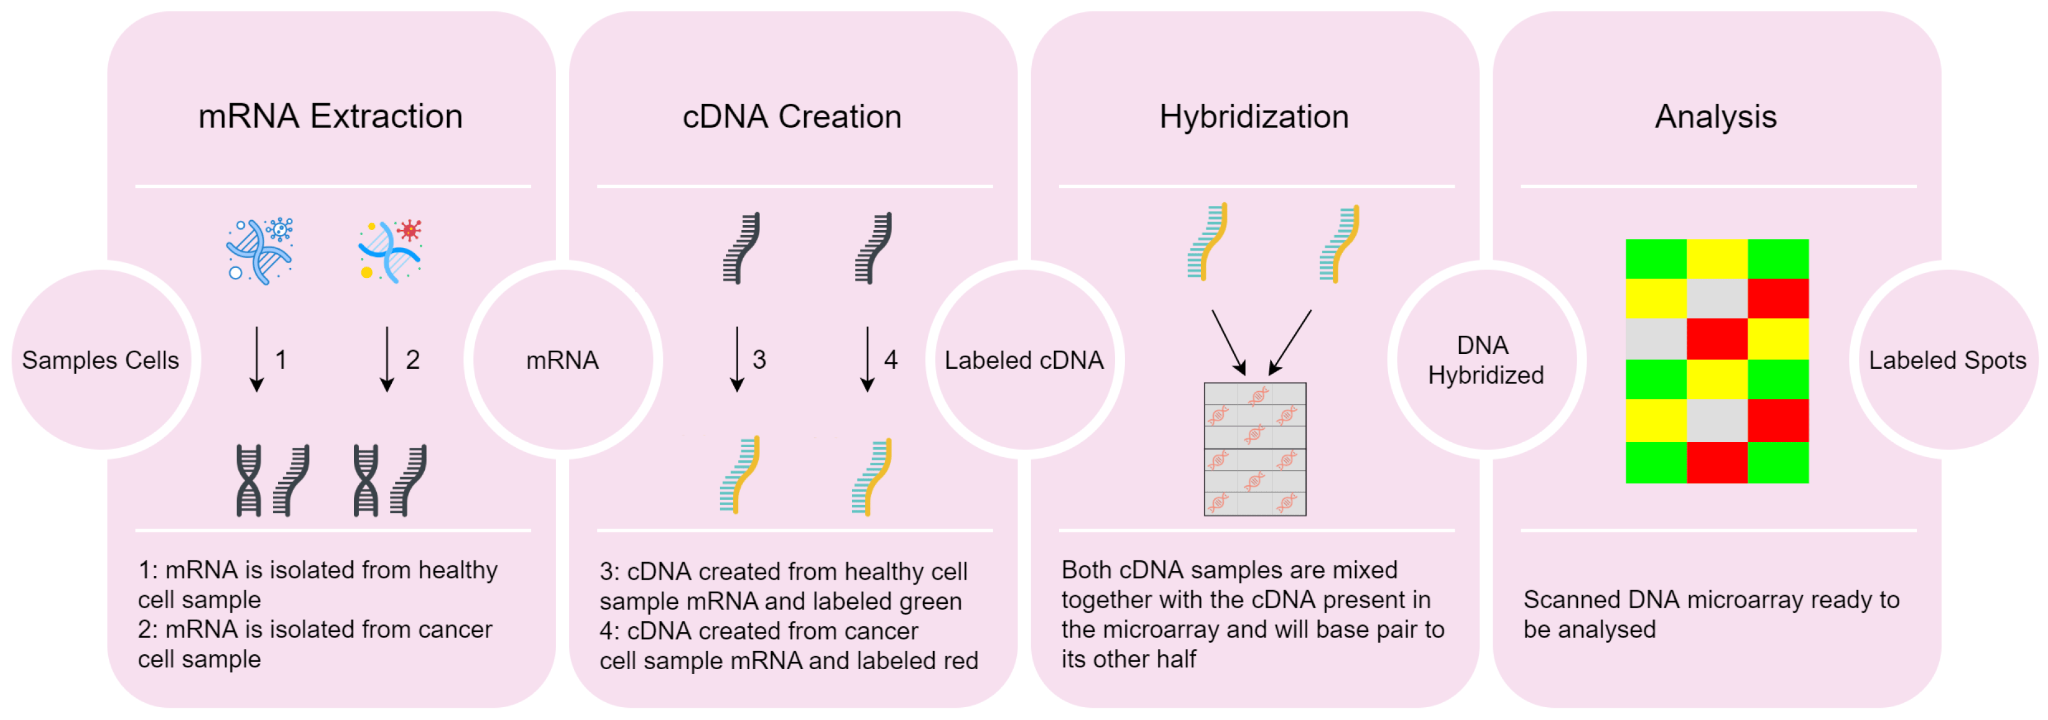 mRNA Extraction
cDNA Creation
Hybridization
Analysis
Samples Cells
1
2
mRNA
3
4
Labeled cDNA
DNA
Hybridized
Labeled Spots
1: mRNA is isolated from healthy
cell sample
2: mRNA is isolated from cancer
cell sample
3: cDNA created from healthy cell
sample mRNA and labeled green
4: cDNA created from cancer
cell sample mRNA and labeled red
Both cDNA samples are mixed
together with the cDNA present in
the microarray and will base pair to
its other half
Scanned DNA microarray ready to
be analysed